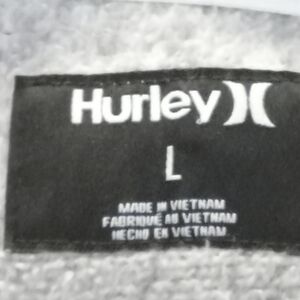 Hurley
L
MADE IN VIETNAM
FABRIQUÉ AU VIETNAM
HECHO EN VIETNAM